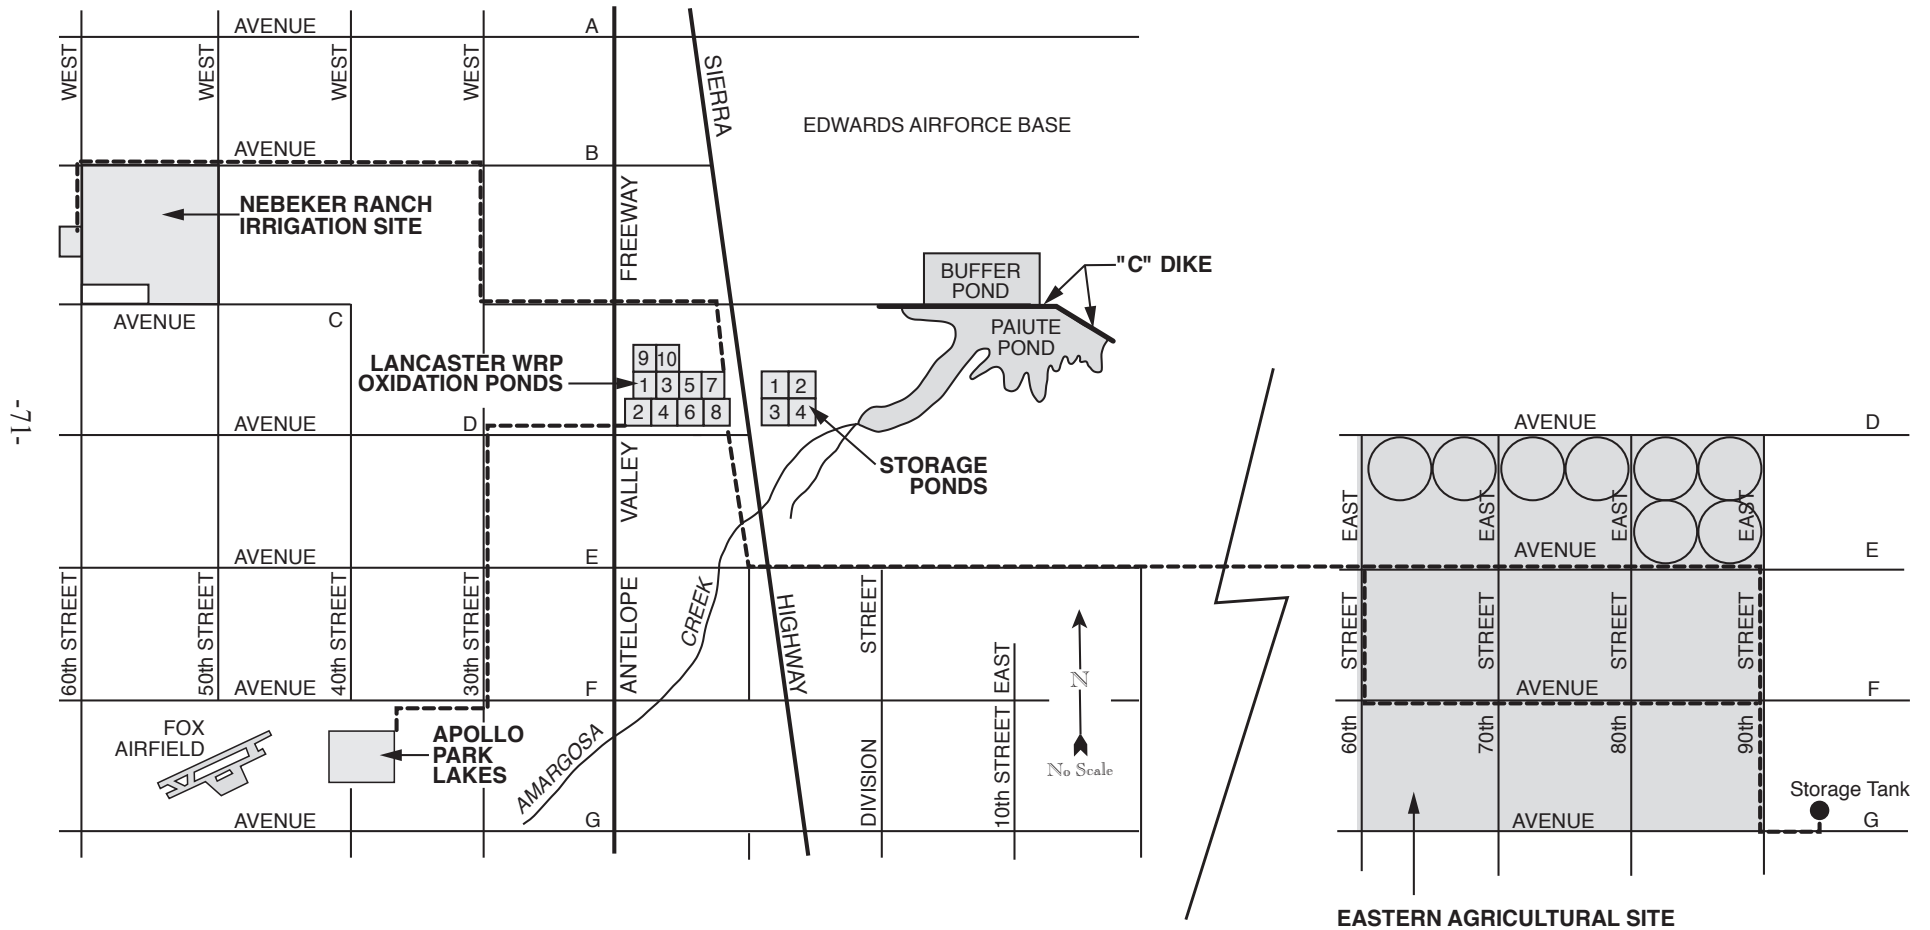 AVENUE A
WEST
WEST
WEST
WEST
SIERRA
EDWARDS AIRFORCE BASE
AVENUE B
NEBEKER RANCH
IRRIGATION SITE
FREEWAY
BUFFER
POND
"C" DIKE
AVENUE C
PAIUTE
POND
LANCASTER WRP
OXIDATION PONDS
9 10
1 3 5 7
2 4 6 8
1 2
3 4
-71-
AVENUE D
AVENUE D
STORAGE
PONDS
VALLEY
EAST
EAST
EAST
EAST
AVENUE E
AVENUE E
60th STREET
50th STREET
40th STREET
30th STREET
ANTELOPE
CREEK
HIGHWAY
STREET
10th STREET EAST
N
No Scale
STREET
STREET
STREET
STREET
AVENUE F
AVENUE F
FOX
AIRFIELD
APOLLO
PARK
LAKES
AMARGOSA
DIVISION
60th
70th
80th
90th
Storage Tank
AVENUE G
AVENUE G
EASTERN AGRICULTURAL SITE